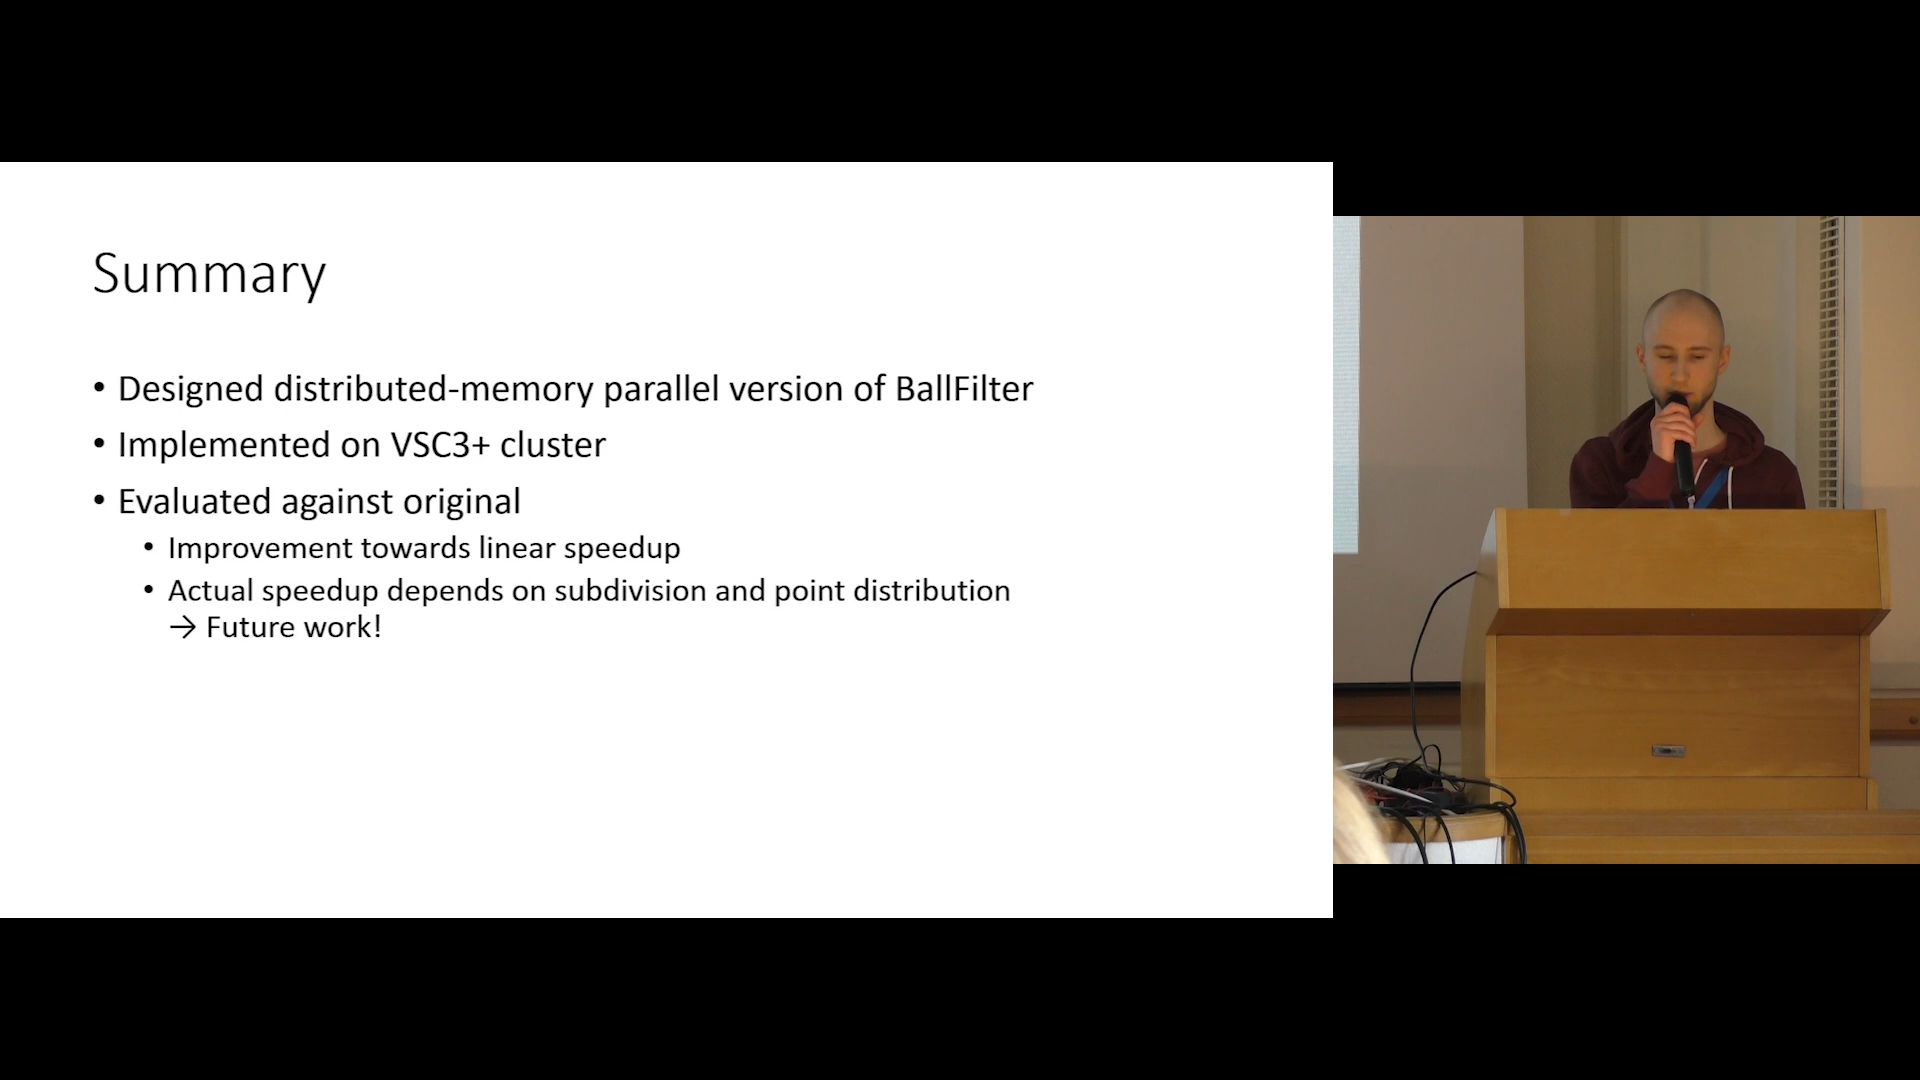 Summary
• Designed distributed-memory parallel version of BallFilter
• Implemented on VSC3+ cluster
• Evaluated against original
• Improvement towards linear speedup
• Actual speedup depends on subdivision and point distribution
→ Future work!